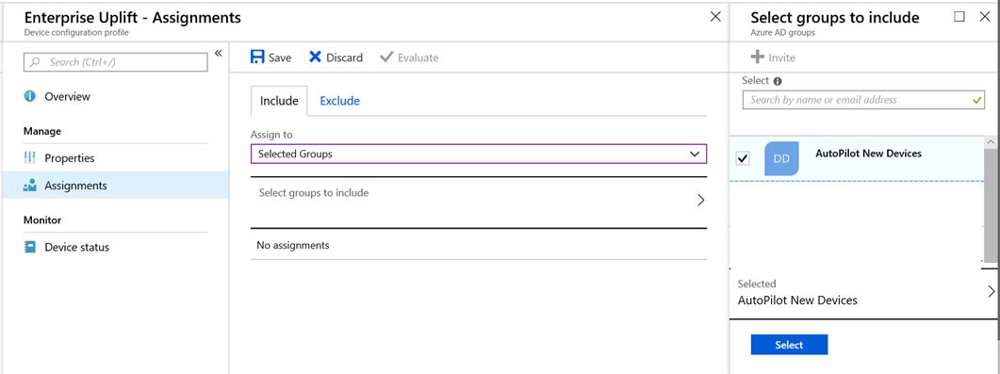 Enterprise Uplift - Assignments
Device configuration profile
Search (Ctrl+/)
«
Overview
Manage
Properties
Assignments
Monitor
Device status
Save
Discard
Evaluate
Include
Exclude
Assign to
Selected Groups
Select groups to include
No assignments
Select groups to include
Azure AD groups
Invite
Select
Search by name or email address
DD
AutoPilot New Devices
Selected
AutoPilot New Devices
Select